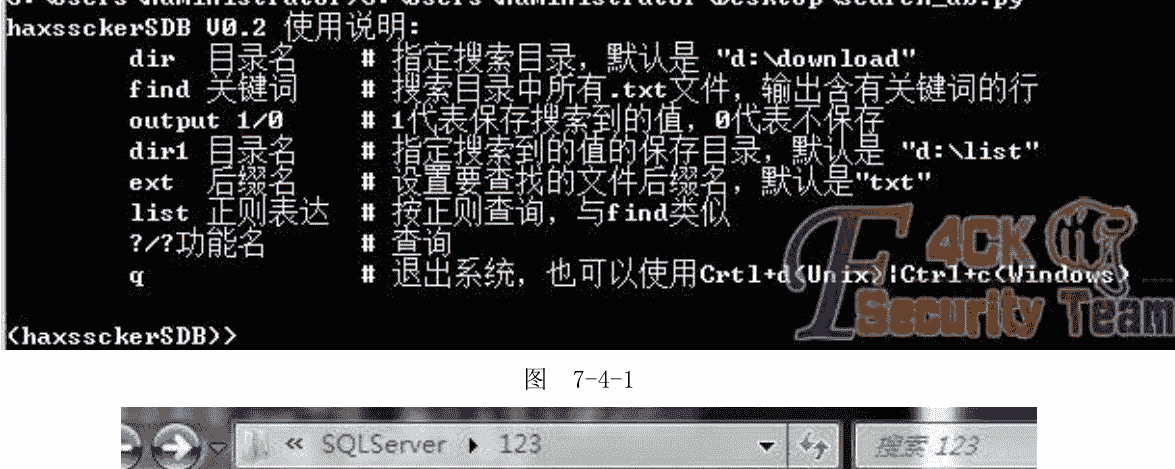 C:\Users\Administrator>C:\Users\Administrator\Desktop\search_db.py
haxssckerSDB V0.2 使用说明:
dir 目录名 # 指定搜索目录，默认是 "d:\download"
find 关键词 # 搜索目录中所有.txt文件，输出含有关键词的行
output 1/0 # 1代表保存搜索到的值，0代表不保存
dir1 目录名 # 指定搜索到的值的保存目录，默认是 "d:\list"
ext 后缀名 # 设置要查找的文件后缀名，默认是"txt"
list 正则表达 # 按正则查询，与find类似
?/?功能名 # 查询
q # 退出系统，也可以使用Crtl+d(Unix)|Ctrl+c(Windows)
(haxssckerSDB)>
F4CK
Security Team
图 7-4-1
« SQLServer ▸ 123
搜索 123